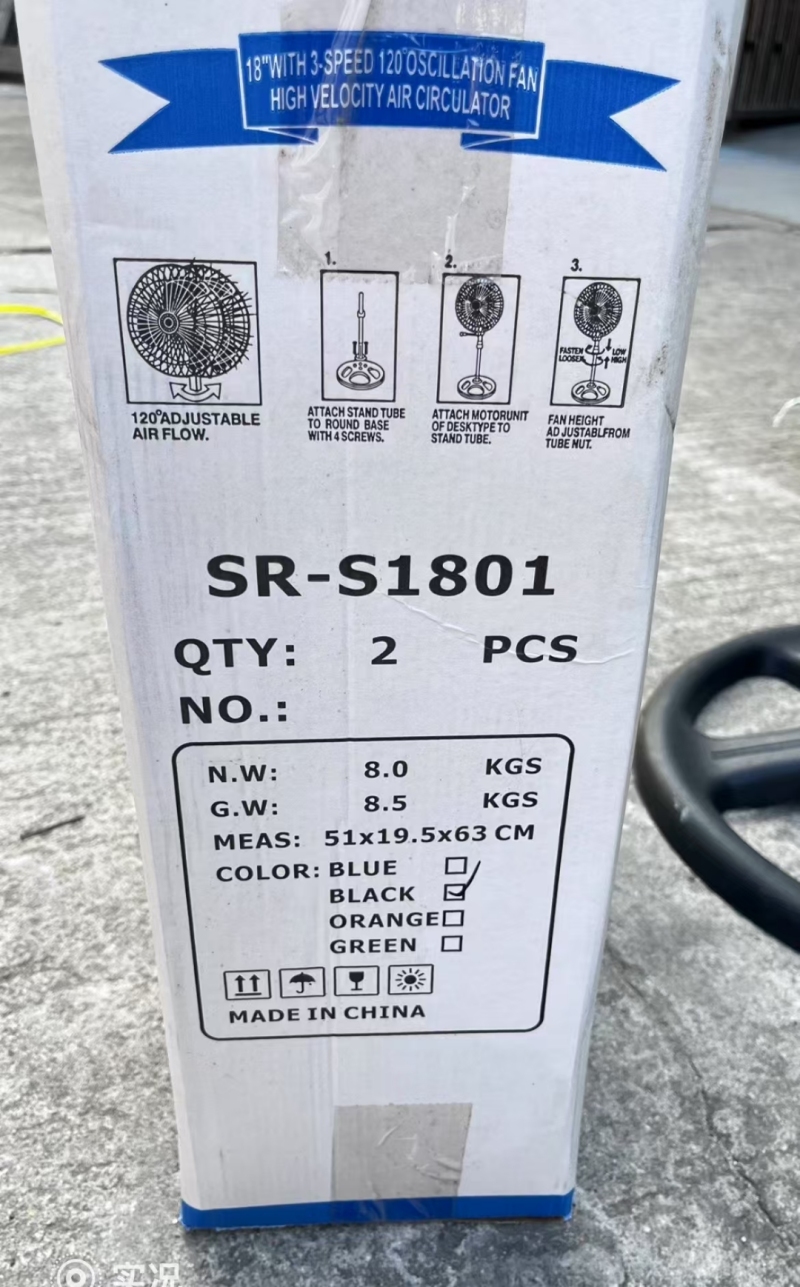 18"WITH 3-SPEED 120°OSCILLATION FAN
HIGH VELOCITY AIR CIRCULATOR
120°ADJUSTABLE
AIR FLOW.
1.
ATTACH STAND TUBE
TO ROUND BASE
WITH 4 SCREWS.
2.
ATTACH MOTORUNIT
OF DESKTYPE TO
STAND TUBE.
3.
FASTEN LOW
LOOSEN HIGH
FAN HEIGHT
AD JUSTABLFROM
TUBE NUT.
SR-S1801
QTY: 2 PCS
NO.:
N.W: 8.0 KGS
G.W: 8.5 KGS
MEAS: 51x19.5x63 CM
COLOR: BLUE
BLACK
ORANGE
GREEN
MADE IN CHINA
实况